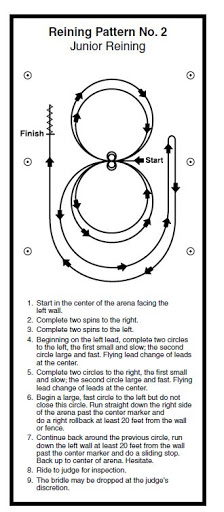 Reining Pattern No. 2
Junior Reining
Finish
Start
1. Start in the center of the arena facing the
left wall.
2. Complete two spins to the right.
3. Complete two spins to the left.
4. Beginning on the left lead, complete two circles
to the left, the first small and slow; the second
circle large and fast. Flying lead change of leads
at the center.
5. Complete two circles to the right, the first small
and slow; the second circle large and fast. Flying
lead change of leads at the center.
6. Begin a large, fast circle to the left but do not
close this circle. Run straight down the right side
of the arena past the center marker and
do a right rollback at least 20 feet from the wall
or fence.
7. Continue back around the previous circle, run
down the left wall at least 20 feet from the wall
past the center marker and do a sliding stop.
Back up to center of arena. Hesitate.
8. Ride to judge for inspection.
9. The bridle may be dropped at the judge's
discretion.